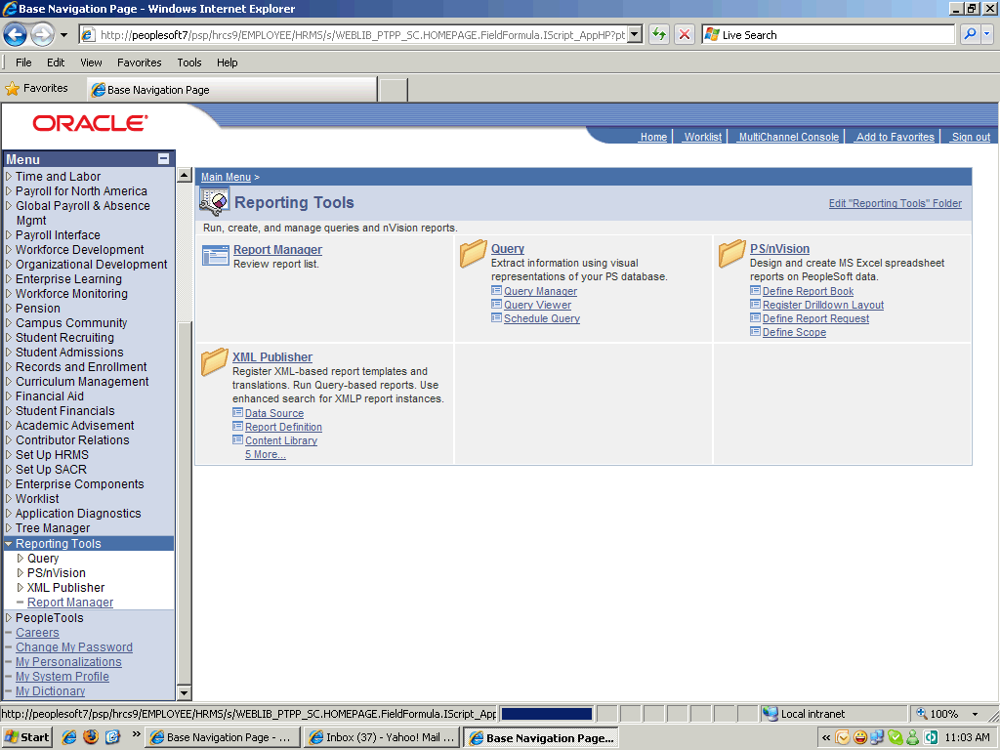 Base Navigation Page - Windows Internet Explorer
http://peoplesoft7/psp/hrcs9/EMPLOYEE/HRMS/s/WEBLIB_PTPP_SC.HOMEPAGE.FieldFormula.IScript_AppHP?pt
Live Search
File Edit View Favorites Tools Help
Favorites
Base Navigation Page
ORACLE®
Home Worklist MultiChannel Console Add to Favorites Sign out
Menu
Time and Labor
Payroll for North America
Global Payroll & Absence
Mgmt
Payroll Interface
Workforce Development
Organizational Development
Enterprise Learning
Workforce Monitoring
Pension
Campus Community
Student Recruiting
Student Admissions
Records and Enrollment
Curriculum Management
Financial Aid
Student Financials
Academic Advisement
Contributor Relations
Set Up HRMS
Set Up SACR
Enterprise Components
Worklist
Application Diagnostics
Tree Manager
Reporting Tools
Query
PS/nVision
XML Publisher
Report Manager
PeopleTools
Careers
Change My Password
My Personalizations
My System Profile
My Dictionary
Main Menu >
Reporting Tools
Edit "Reporting Tools" Folder
Run, create, and manage queries and nVision reports.
Report Manager
Review report list.
Query
Extract information using visual
representations of your PS database.
Query Manager
Query Viewer
Schedule Query
PS/nVision
Design and create MS Excel spreadsheet
reports on PeopleSoft data.
Define Report Book
Register Drilldown Layout
Define Report Request
Define Scope
XML Publisher
Register XML-based report templates and
translations. Run Query-based reports. Use
enhanced search for XMLP report instances.
Data Source
Report Definition
Content Library
5 More...
http://peoplesoft7/psp/hrcs9/EMPLOYEE/HRMS/s/WEBLIB_PTPP_SC.HOMEPAGE.FieldFormula.IScript_App
Local intranet
100%
Start
Base Navigation Page - ...
Inbox (37) - Yahoo! Mail ...
Base Navigation Page...
11:03 AM